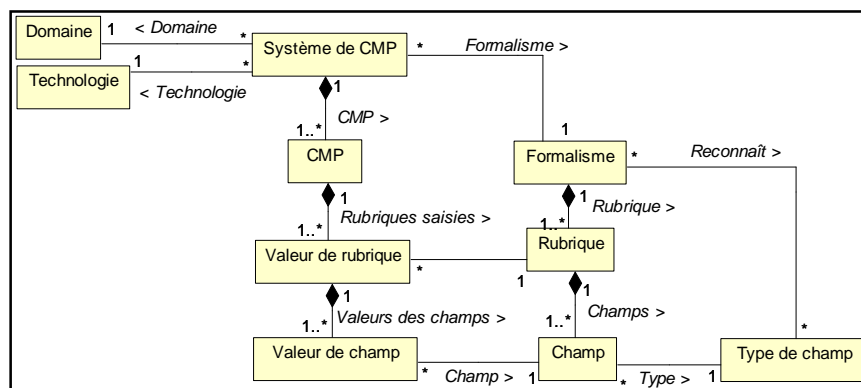 Domaine
1
< Domaine
*
Système de CMP
*
Formalisme >
Technologie
1
*
< Technologie
1
CMP >
1..*
CMP
1
Formalisme
*
Reconnaît >
1
1
Rubriques saisies >
Rubrique >
1..*
1..*
Valeur de rubrique
*
1
Rubrique
1
1
Valeurs des champs >
Champs >
1..*
1..*
*
Valeur de champ
*
Champ >
1
Champ
*
Type >
1
Type de champ